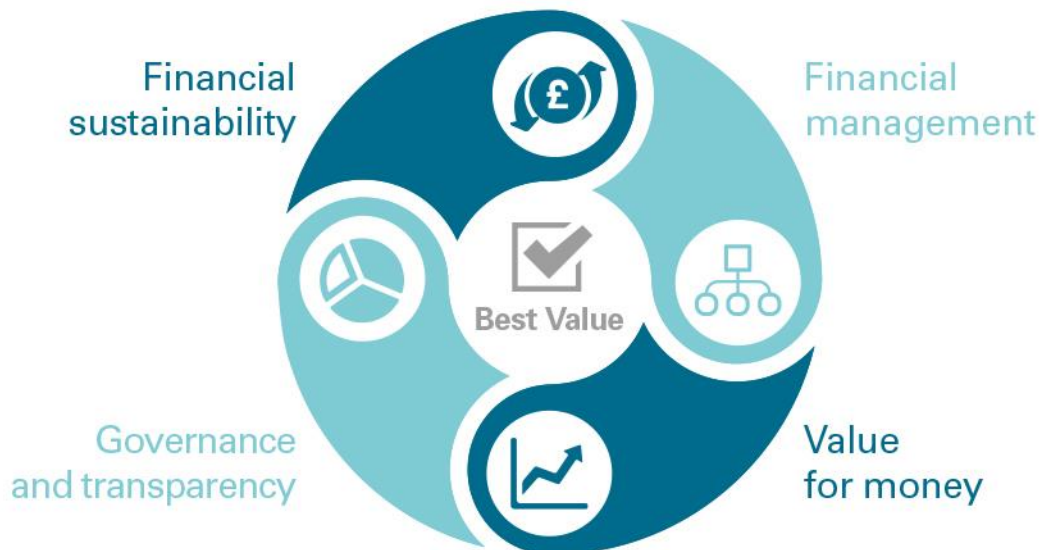 Financial
sustainability
£
Financial
management
Best Value
Governance
and transparency
Value
for money